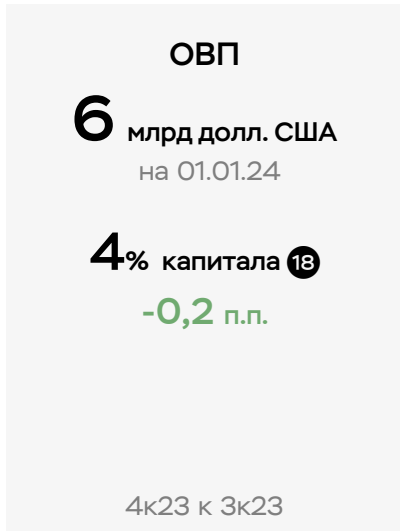 ОВП
6 млрд долл. США
на 01.01.24
4% капитала 18
-0,2 п.п.
4к23 к 3к23